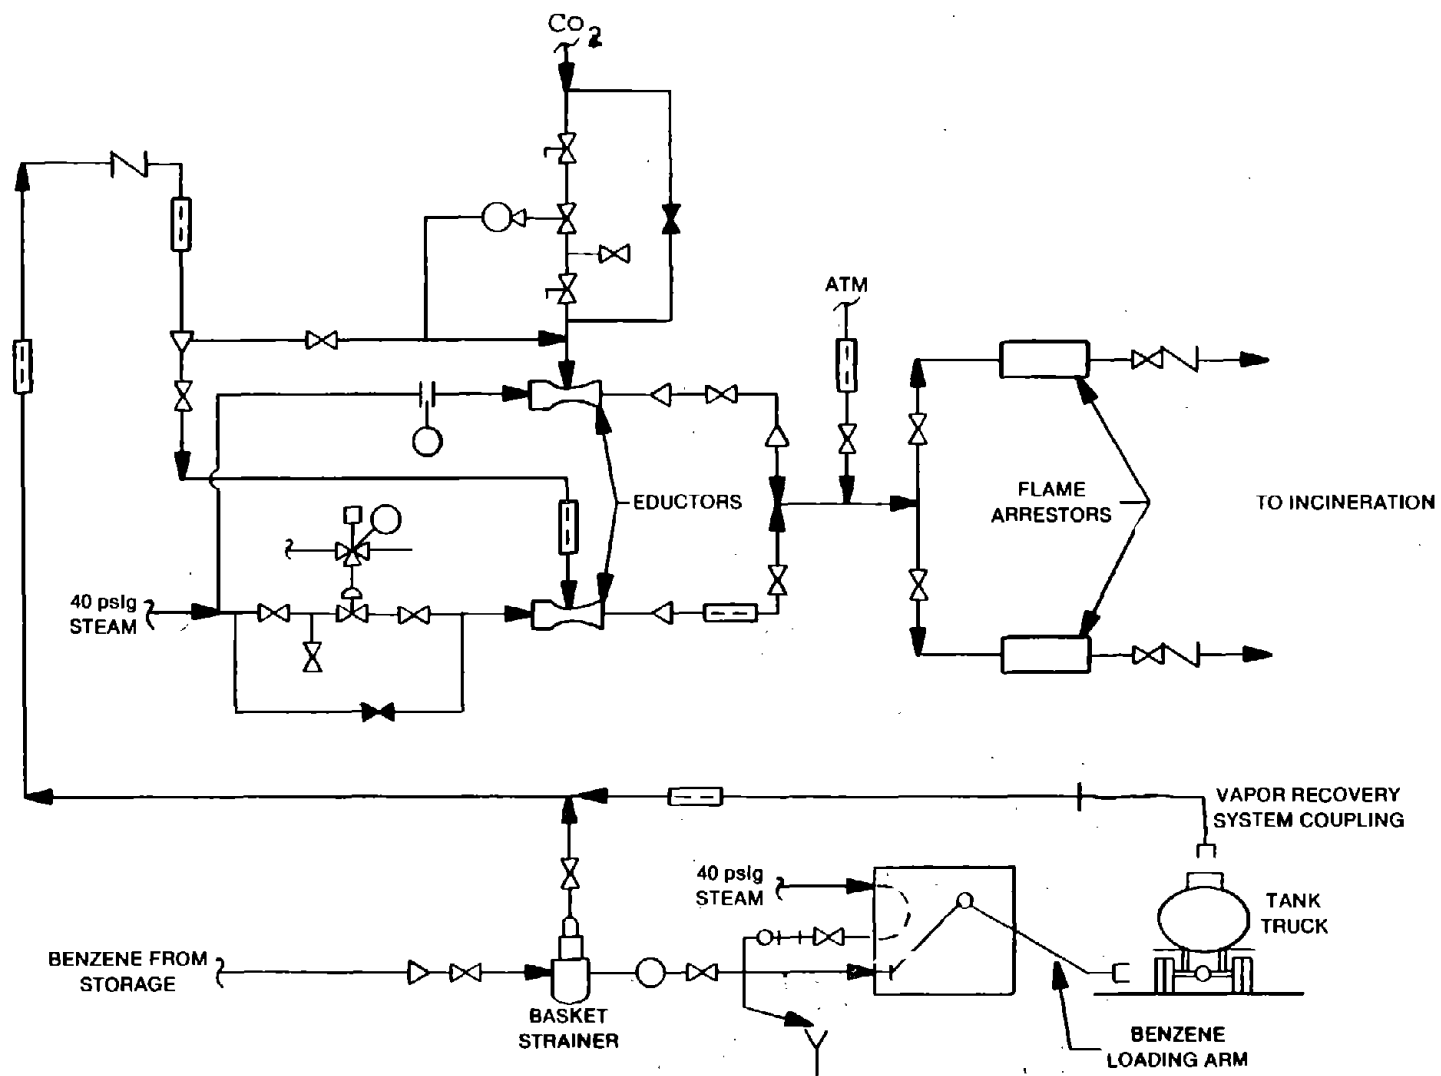 Co2
ATM
EDUCTORS
FLAME
ARRESTORS
TO INCINERATION
40 psig
STEAM
VAPOR RECOVERY
SYSTEM COUPLING
40 psig
STEAM
TANK
TRUCK
BENZENE FROM
STORAGE
BASKET
STRAINER
BENZENE
LOADING ARM